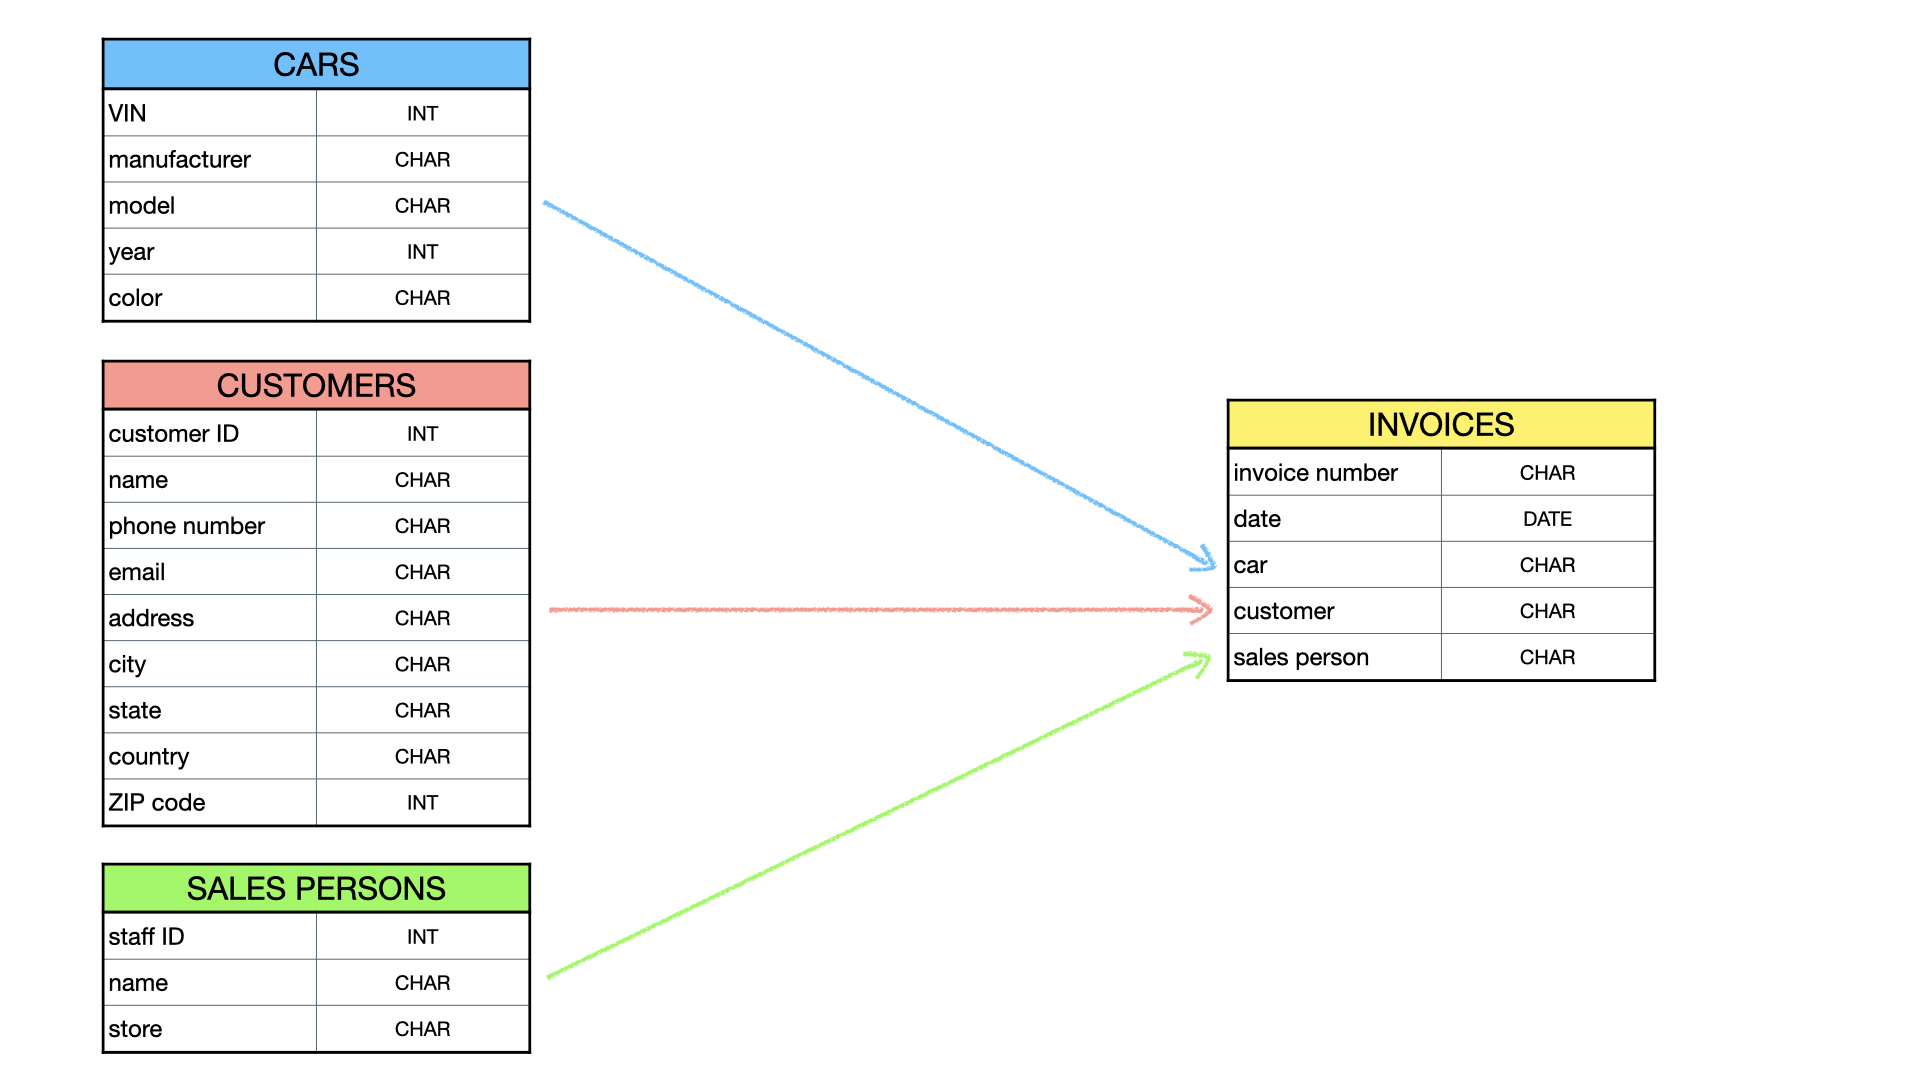 CARS
VIN INT
manufacturer CHAR
model CHAR
year INT
color CHAR
CUSTOMERS
customer ID INT
name CHAR
phone number CHAR
email CHAR
address CHAR
city CHAR
state CHAR
country CHAR
ZIP code INT
SALES PERSONS
staff ID INT
name CHAR
store CHAR
INVOICES
invoice number CHAR
date DATE
car CHAR
customer CHAR
sales person CHAR